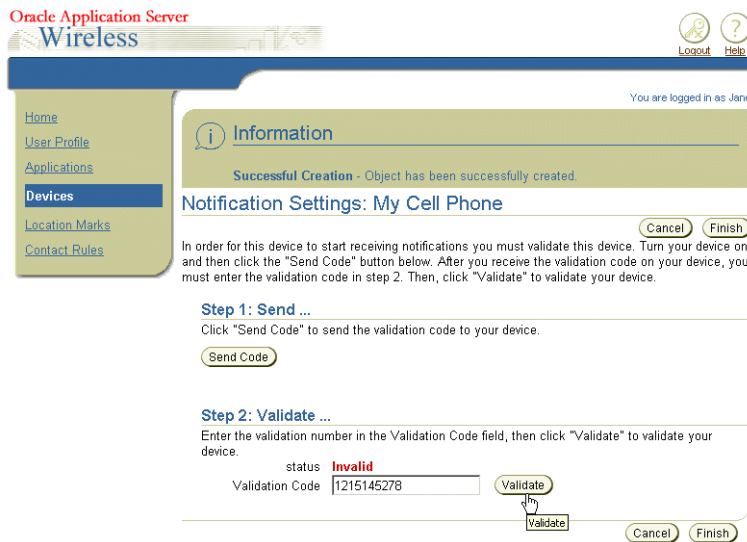 Oracle Application Server
Wireless
Logout Help
You are logged in as Jane
Home
User Profile
Applications
Devices
Location Marks
Contact Rules
i Information
Successful Creation - Object has been successfully created.
Notification Settings: My Cell Phone
Cancel Finish
In order for this device to start receiving notifications you must validate this device. Turn your device on
and then click the "Send Code" button below. After you receive the validation code on your device, you
must enter the validation code in step 2. Then, click "Validate" to validate your device.
Step 1: Send ...
Click "Send Code" to send the validation code to your device.
Send Code
Step 2: Validate ...
Enter the validation number in the Validation Code field, then click "Validate" to validate your
device.
status Invalid
Validation Code 1215145278 Validate
Validate
Cancel Finish